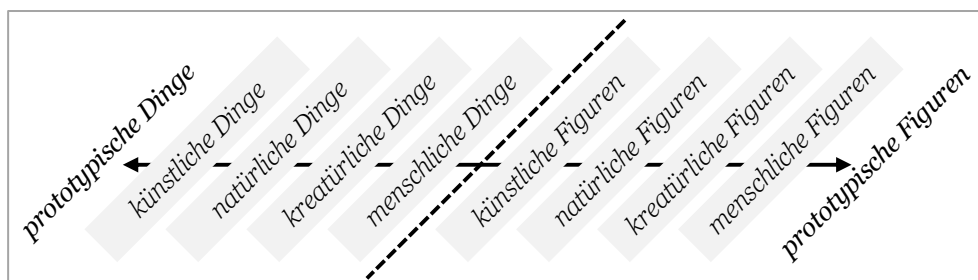 prototypische Dinge
künstliche Dinge
natürliche Dinge
kreatürliche Dinge
menschliche Dinge
künstliche Figuren
natürliche Figuren
kreatürliche Figuren
menschliche Figuren
prototypische Figuren